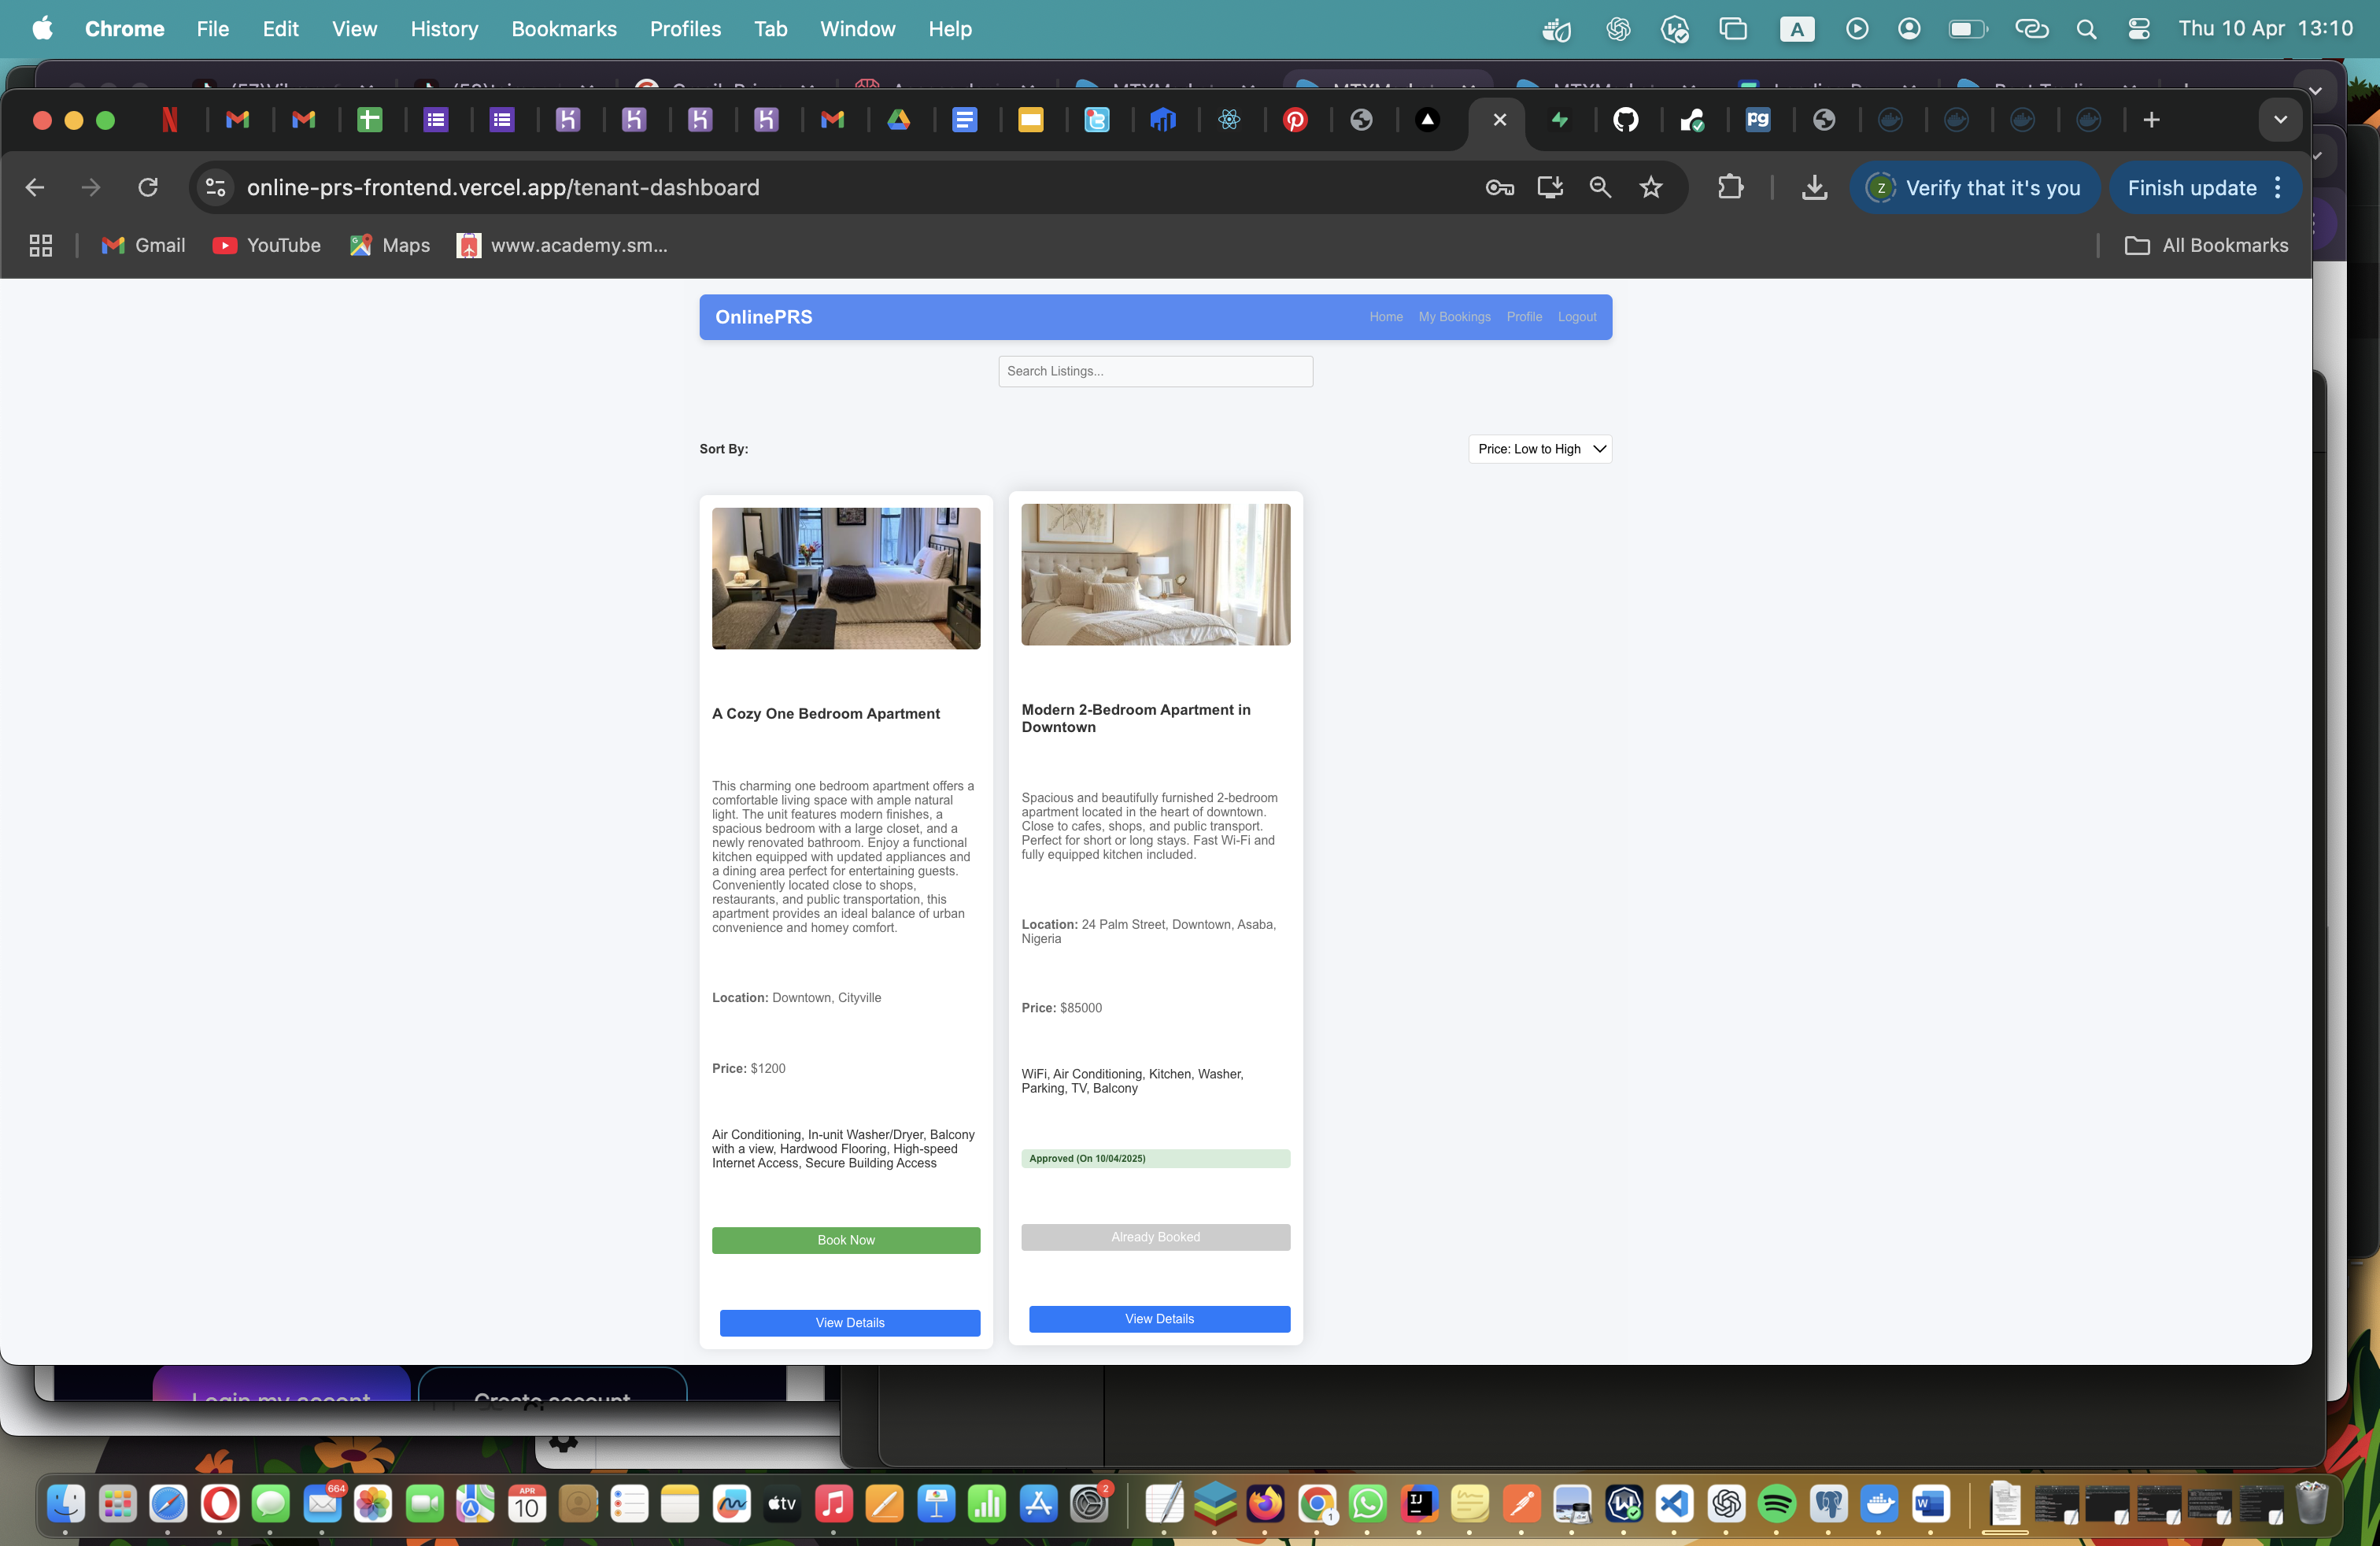 Chrome File Edit View History Bookmarks Profiles Tab Window Help A Thu 10 Apr 13:10
online-prs-frontend.vercel.app/tenant-dashboard Z Verify that it's you Finish update
Gmail YouTube Maps www.academy.sm... All Bookmarks
OnlinePRS Home My Bookings Profile Logout
Search Listings...
Sort By: Price: Low to High
A Cozy One Bedroom Apartment
This charming one bedroom apartment offers a
comfortable living space with ample natural
light. The unit features modern finishes, a
spacious bedroom with a large closet, and a
newly renovated bathroom. Enjoy a functional
kitchen equipped with updated appliances and
a dining area perfect for entertaining guests.
Conveniently located close to shops,
restaurants, and public transportation, this
apartment provides an ideal balance of urban
convenience and homey comfort.
Location: Downtown, Cityville
Price: $1200
Air Conditioning, In-unit Washer/Dryer, Balcony
with a view, Hardwood Flooring, High-speed
Internet Access, Secure Building Access
Book Now
View Details
Modern 2-Bedroom Apartment in
Downtown
Spacious and beautifully furnished 2-bedroom
apartment located in the heart of downtown.
Close to cafes, shops, and public transport.
Perfect for short or long stays. Fast Wi-Fi and
fully equipped kitchen included.
Location: 24 Palm Street, Downtown, Asaba,
Nigeria
Price: $85000
WiFi, Air Conditioning, Kitchen, Washer,
Parking, TV, Balcony
Approved (On 10/04/2025)
Already Booked
View Details
Login my accont Create account
664 APR 10 tv 2 IJ 1 W